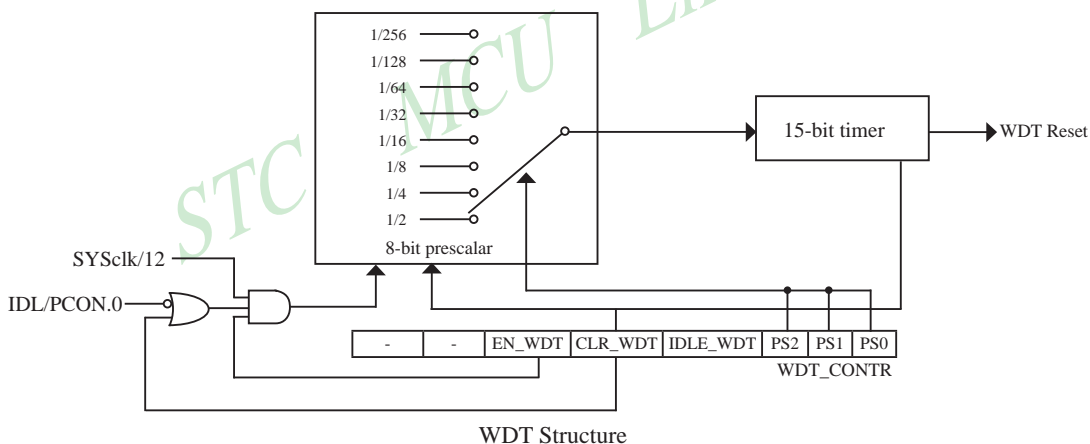 1/256
1/128
1/64
1/32
1/16
1/8
1/4
1/2
8-bit prescalar
15-bit timer
WDT Reset
SYSclk/12
IDL/PCON.0
- - EN_WDT CLR_WDT IDLE_WDT PS2 PS1 PS0
WDT_CONTR
WDT Structure
STC MCU